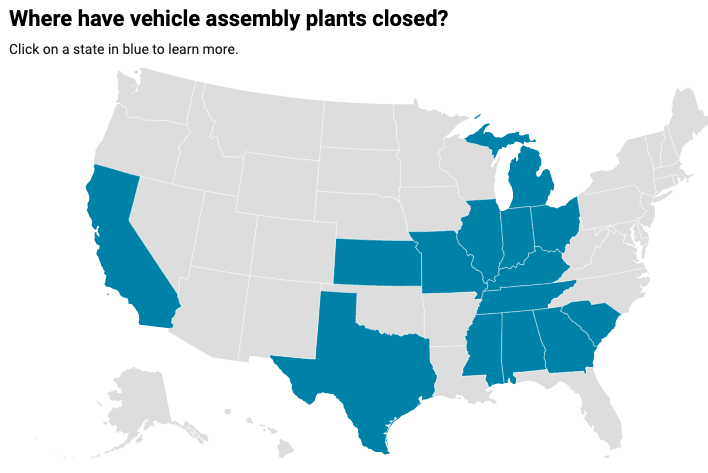 Where have vehicle assembly plants closed?
Click on a state in blue to learn more.